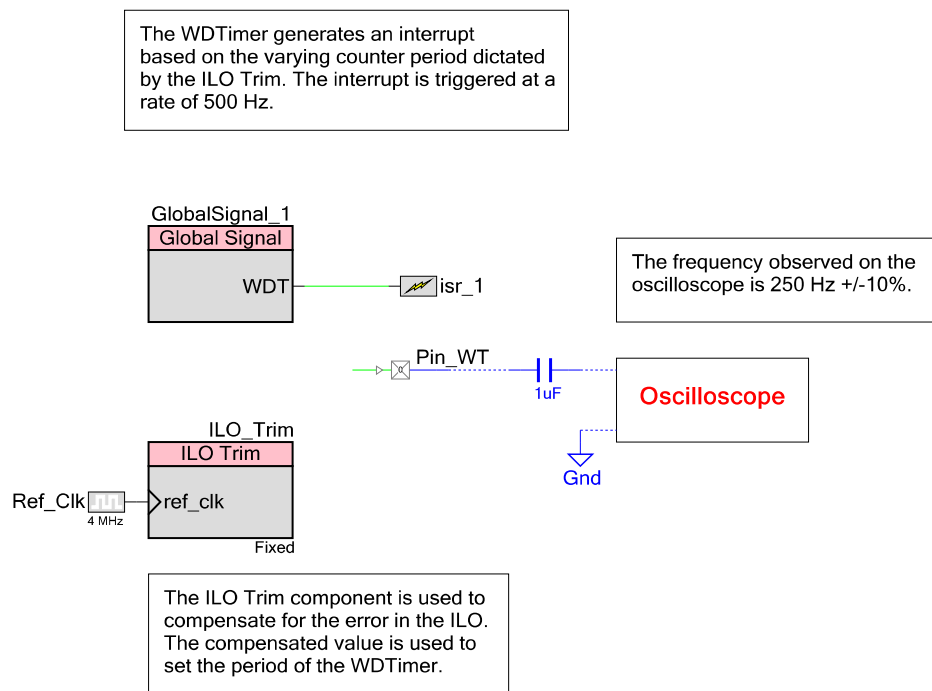 The WDTimer generates an interrupt
based on the varying counter period dictated
by the ILO Trim. The interrupt is triggered at a
rate of 500 Hz.
GlobalSignal_1
Global Signal
WDT
isr_1
The frequency observed on the
oscilloscope is 250 Hz +/-10%.
Pin_WT
1uF
Oscilloscope
Gnd
ILO_Trim
ILO Trim
Ref_Clk
4 MHz
ref_clk
Fixed
The ILO Trim component is used to
compensate for the error in the ILO.
The compensated value is used to
set the period of the WDTimer.